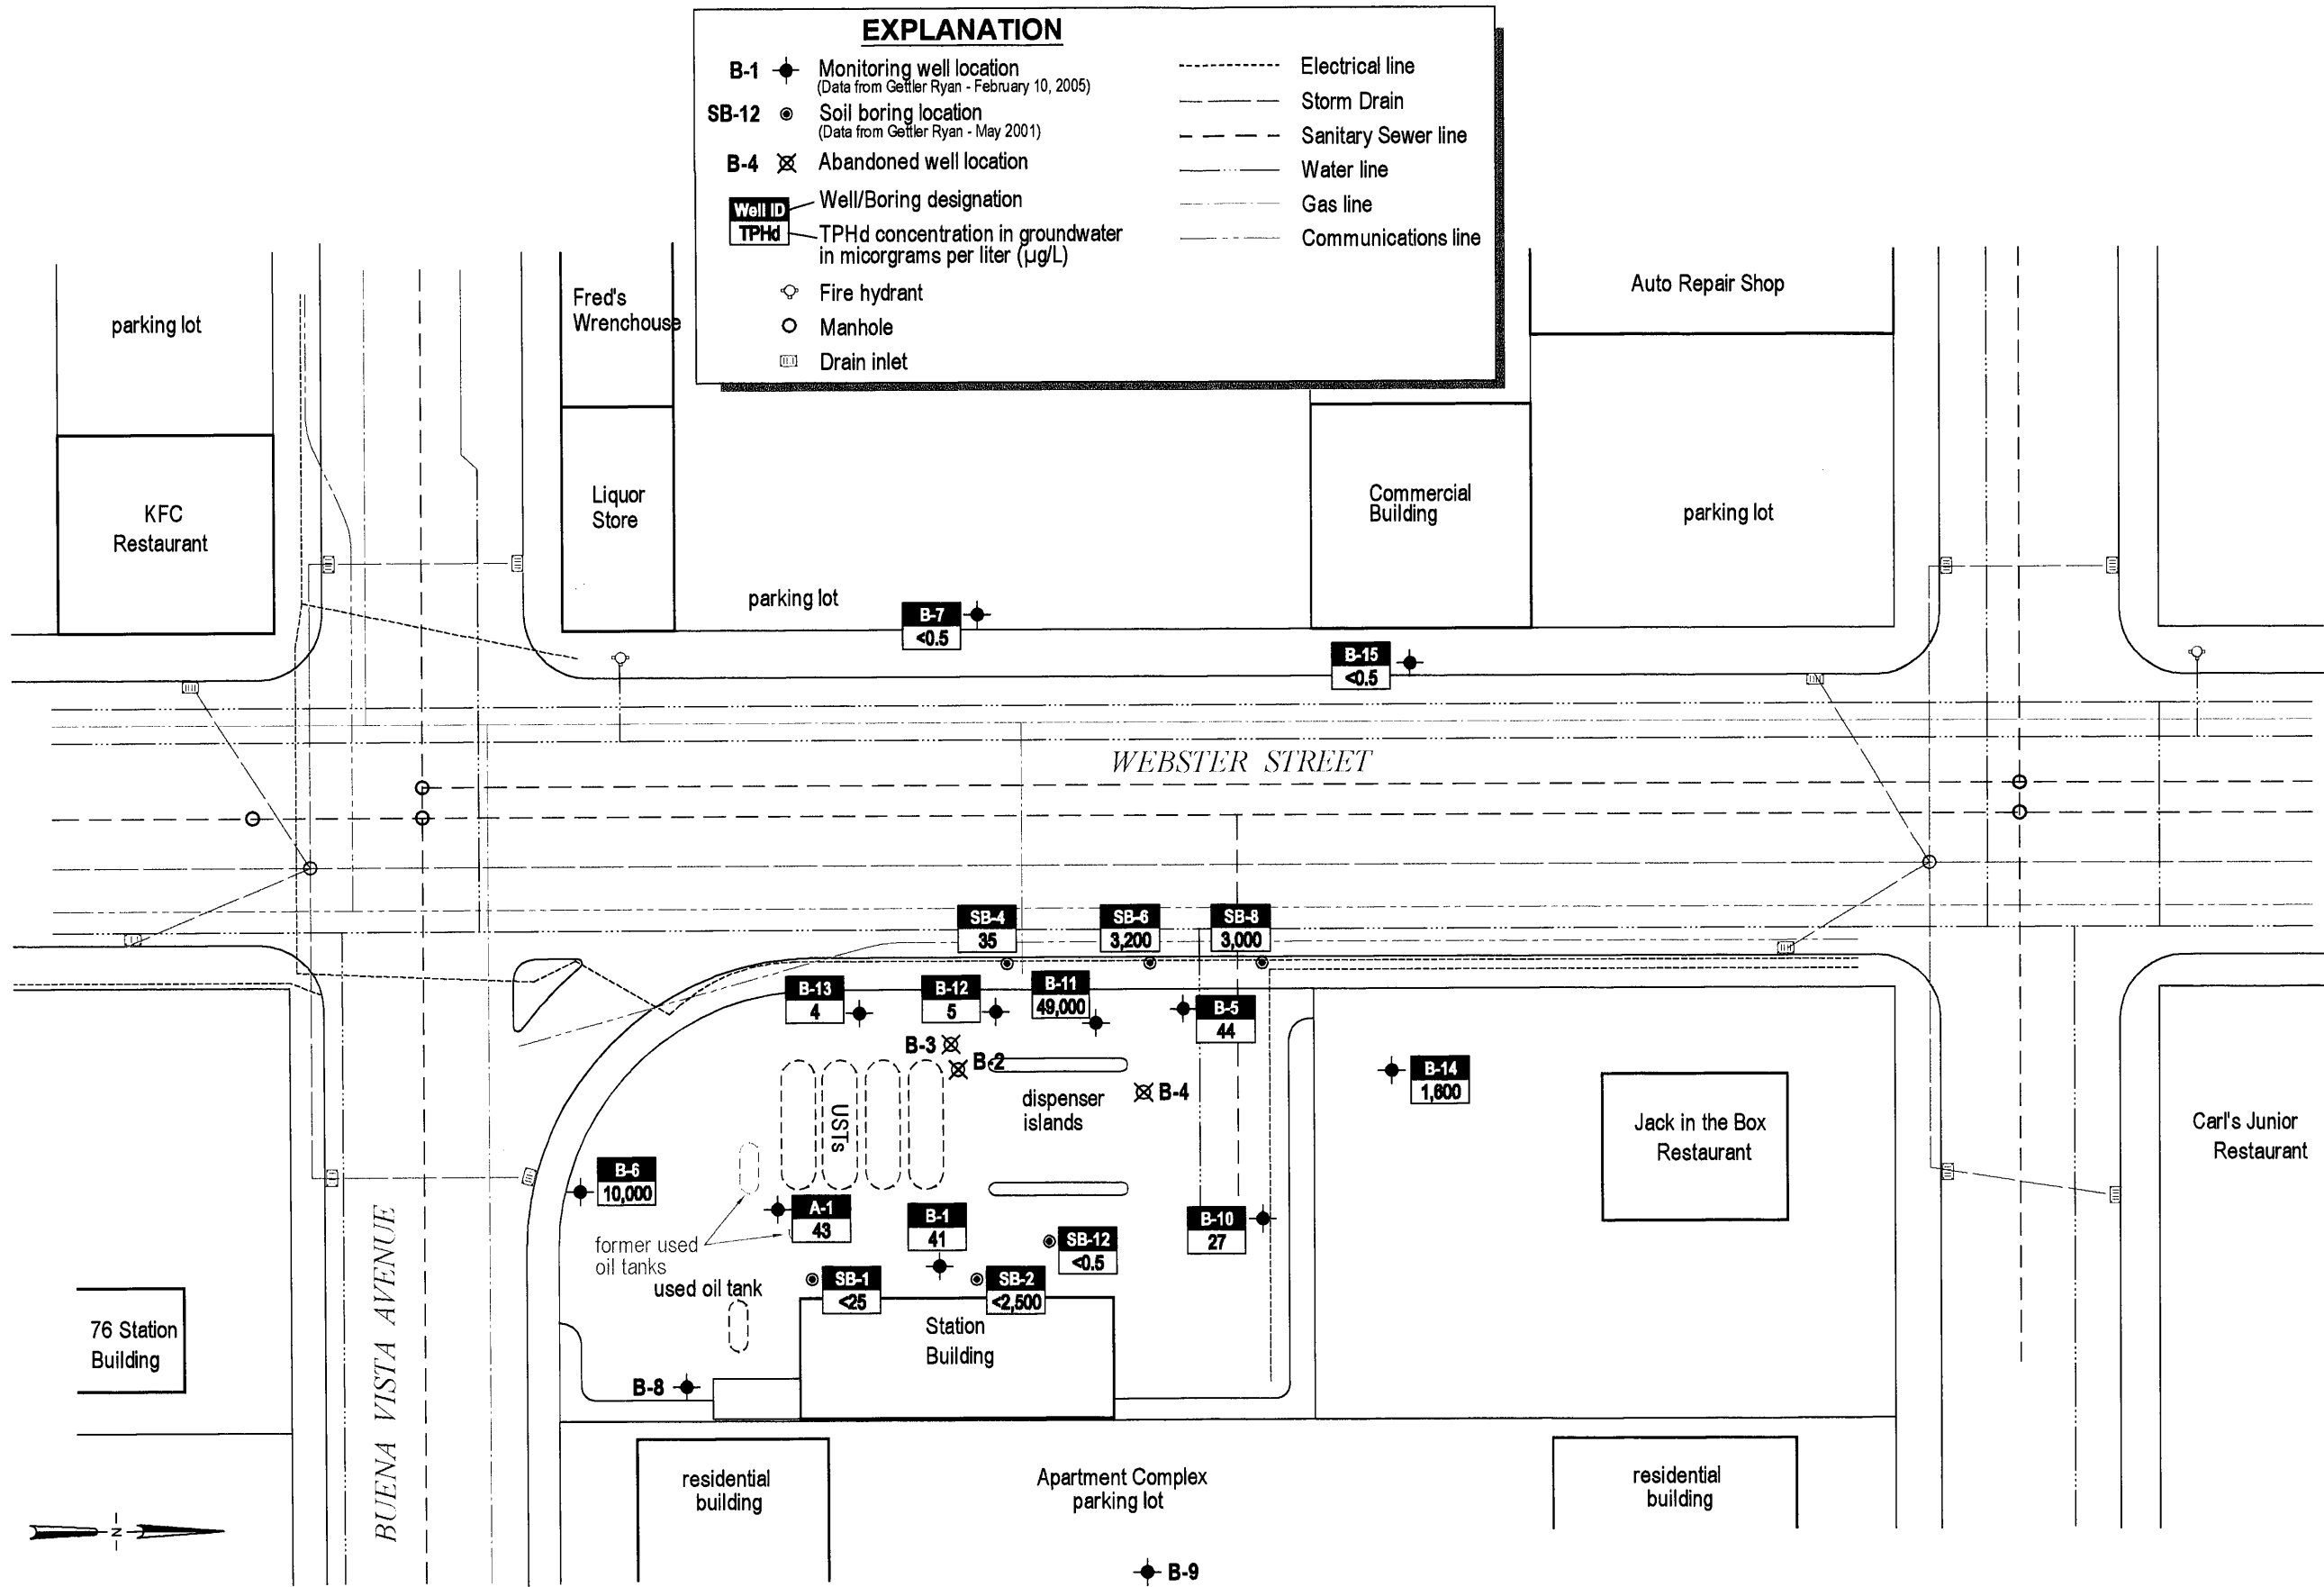 EXPLANATION
B-1 Monitoring well location
(Data from Gettler Ryan - February 10, 2005)
SB-12 Soil boring location
(Data from Gettler Ryan - May 2001)
B-4 Abandoned well location
Well ID Well/Boring designation
TPHd TPHd concentration in groundwater
in micorgrams per liter (µg/L)
Fire hydrant
Manhole
Drain inlet
Electrical line
Storm Drain
Sanitary Sewer line
Water line
Gas line
Communications line
parking lot
Fred's
Wrenchouse
Auto Repair Shop
KFC
Restaurant
Liquor
Store
Commercial
Building
parking lot
parking lot
B-7
<0.5
B-15
<0.5
WEBSTER STREET
SB-4
35
SB-6
3,200
SB-8
3,000
B-13
4
B-12
5
B-11
49,000
B-5
44
B-3
B-2
B-4
B-14
1,600
USTs
dispenser
islands
Jack in the Box
Restaurant
Carl's Junior
Restaurant
B-6
10,000
A-1
43
B-1
41
B-10
27
SB-12
<0.5
former used
oil tanks
used oil tank
SB-1
<25
SB-2
<2,500
Station
Building
76 Station
Building
BUENA VISTA AVENUE
B-8
residential
building
Apartment Complex
parking lot
residential
building
N
B-9